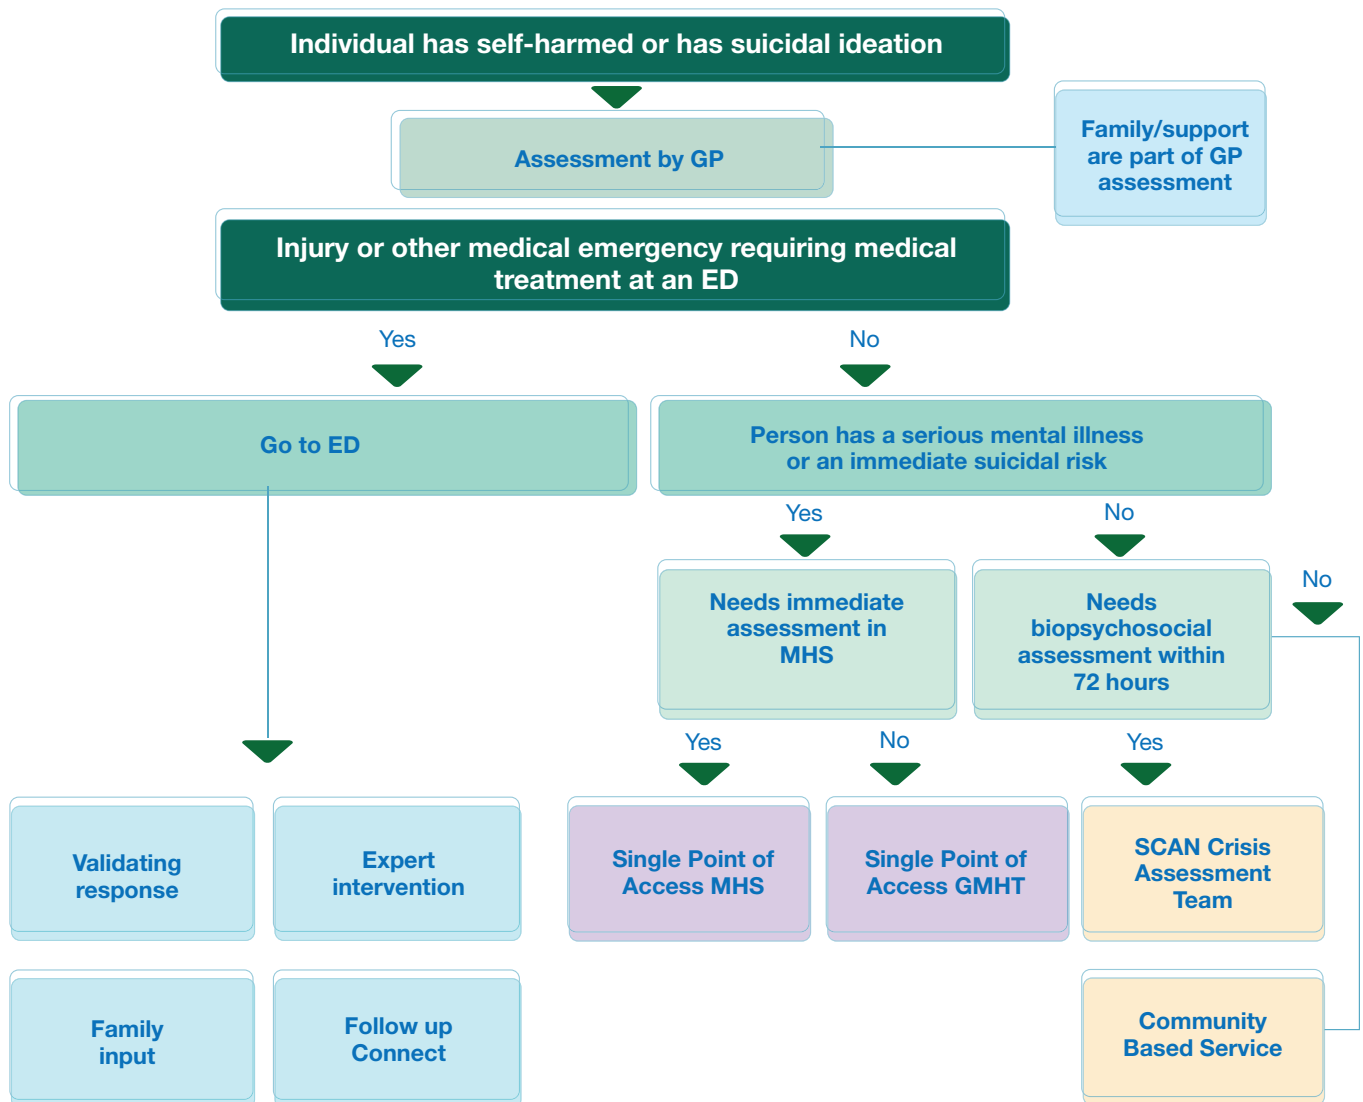 Individual has self-harmed or has suicidal ideation
Assessment by GP
Family/support
are part of GP
assessment
Injury or other medical emergency requiring medical
treatment at an ED
Yes
No
Go to ED
Person has a serious mental illness
or an immediate suicidal risk
Yes
No
Needs immediate
assessment in
MHS
Needs
biopsychosocial
assessment within
72 hours
No
Yes
No
Yes
Validating
response
Expert
intervention
Single Point of
Access MHS
Single Point of
Access GMHT
SCAN Crisis
Assessment
Team
Family
input
Follow up
Connect
Community
Based Service